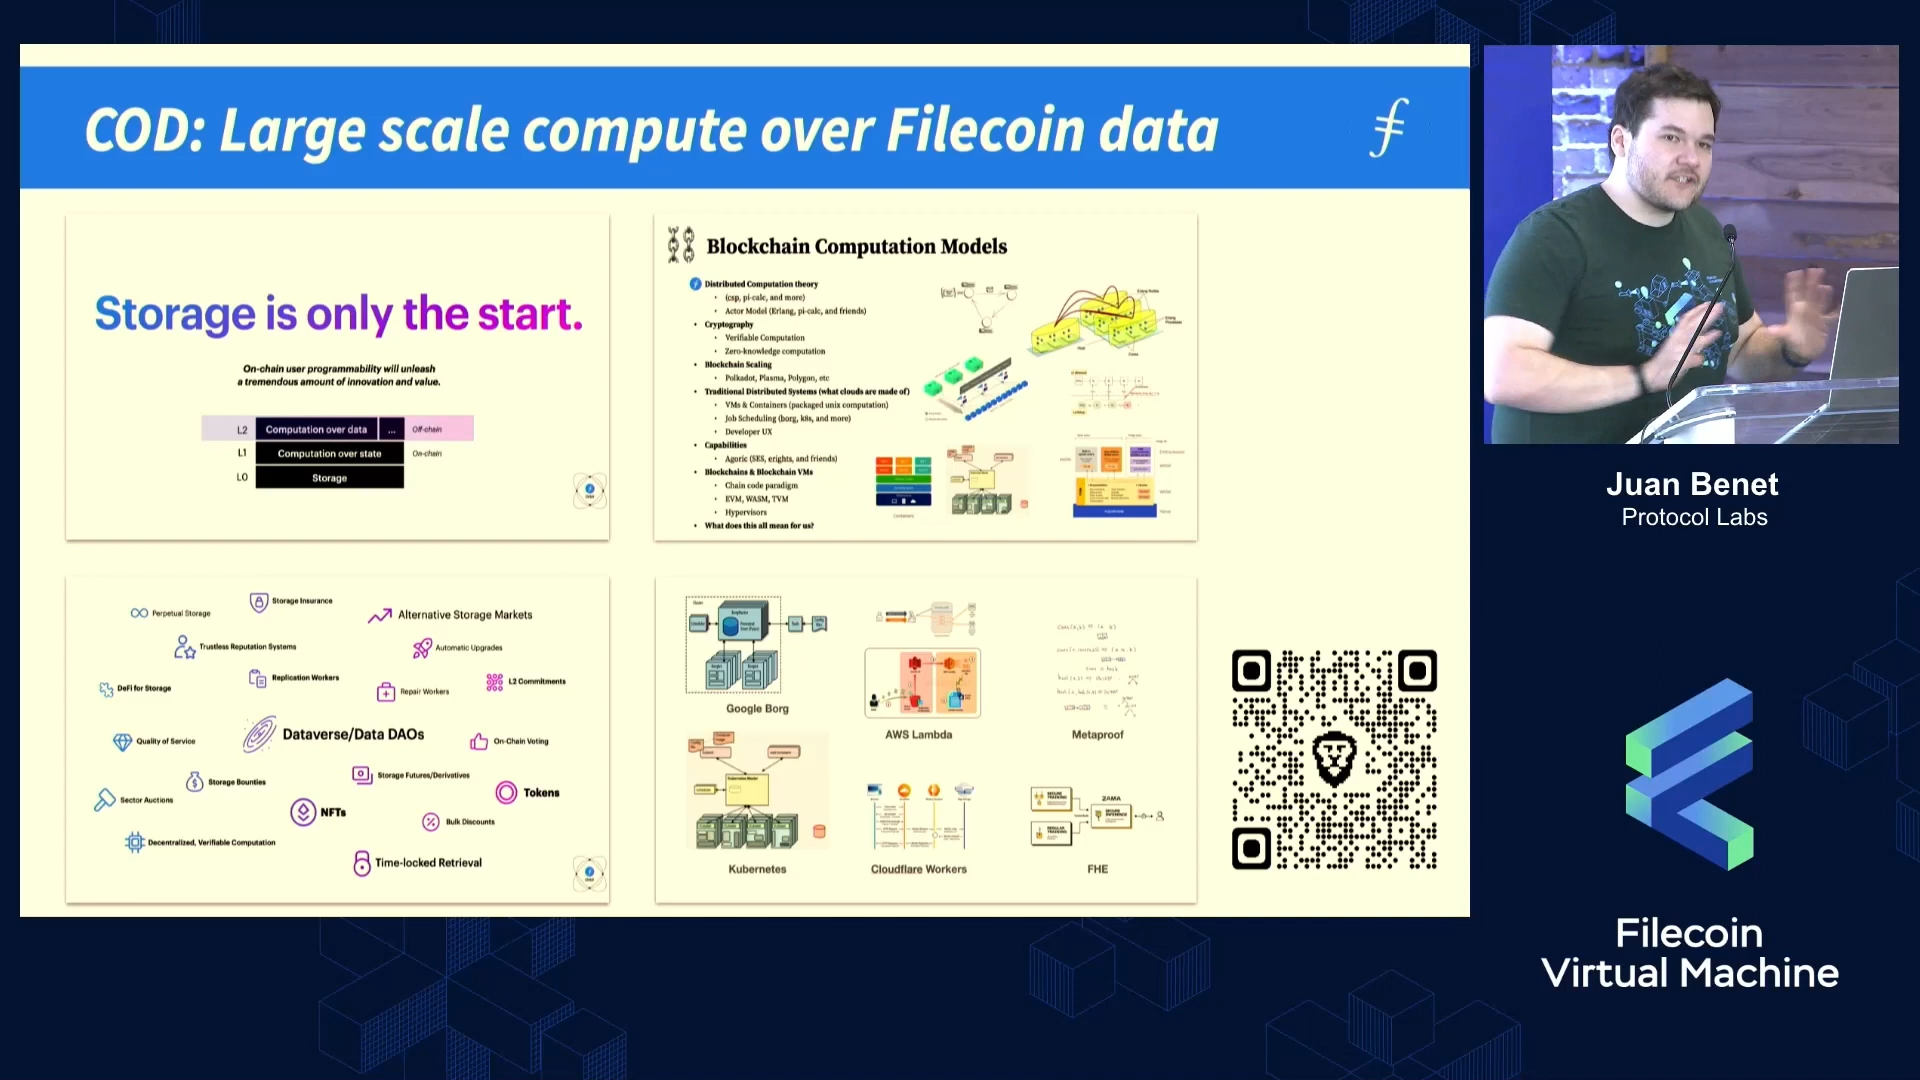 COD: Large scale compute over Filecoin data
Storage is only the start.
On-chain user programmability will unleash
a tremendous amount of innovation and value.
L2 Computation over data ... Off-chain
L1 Computation over state On-chain
L0 Storage
Blockchain Computation Models
Distributed Computation theory
(csp, pi-calc, and more)
Actor Model (Erlang, pi-calc, and friends)
Cryptography
Verifiable Computation
Zero-knowledge computation
Blockchain Scaling
Polkadot, Plasma, Polygon, etc
Traditional Distributed Systems (what clouds are made of)
VMs & Containers (packaged unix computation)
Job Scheduling (borg, k8s, and more)
Developer UX
Capabilities
Agoric (SES, erights, and friends)
Blockchains & Blockchain VMs
Chain code paradigm
EVM, WASM, TVM
Hypervisors
What does this all mean for us?
Containers
Perpetual Storage
Storage Insurance
Alternative Storage Markets
Trustless Reputation Systems
Automatic Upgrades
DeFi for Storage
Replication Workers
Repair Workers
L2 Commitments
Dataverse/Data DAOs
Quality of Service
On-Chain Voting
Storage Bounties
Storage Futures/Derivatives
Sector Auctions
NFTs
Tokens
Bulk Discounts
Decentralized, Verifiable Computation
Time-locked Retrieval
Google Borg
AWS Lambda
Metaproof
Kubernetes
Cloudflare Workers
ZAMA
FHE
Juan Benet
Protocol Labs
Filecoin
Virtual Machine